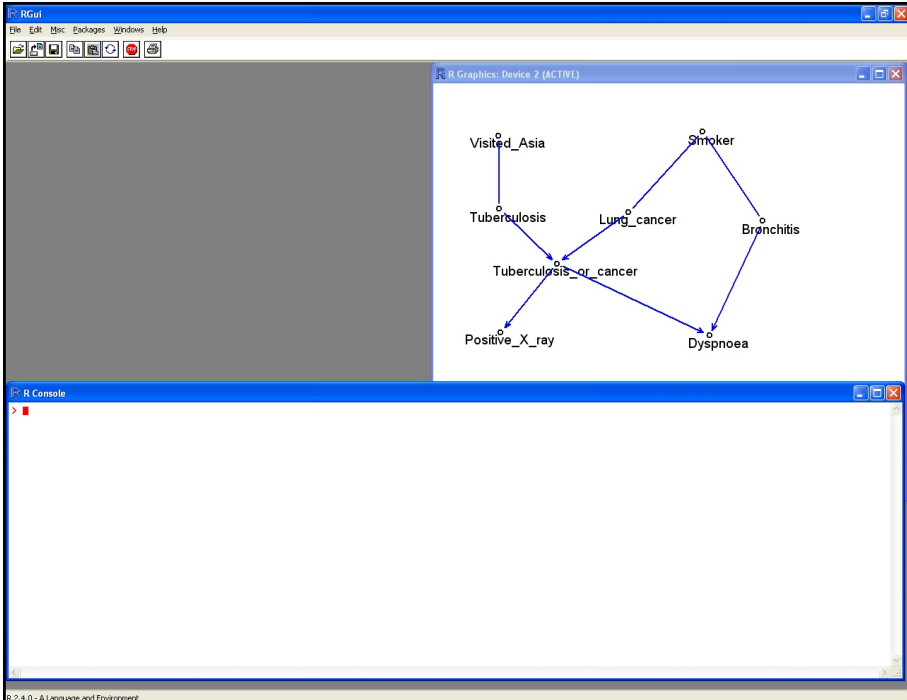 RGui
File Edit Misc Packages Windows Help
STOP
R Graphics: Device 2 (ACTIVE)
Visited_Asia
Smoker
Tuberculosis
Lung_cancer
Bronchitis
Tuberculosis_or_cancer
Positive_X_ray
Dyspnoea
R Console
>
R 2.4.0 - A Language and Environment